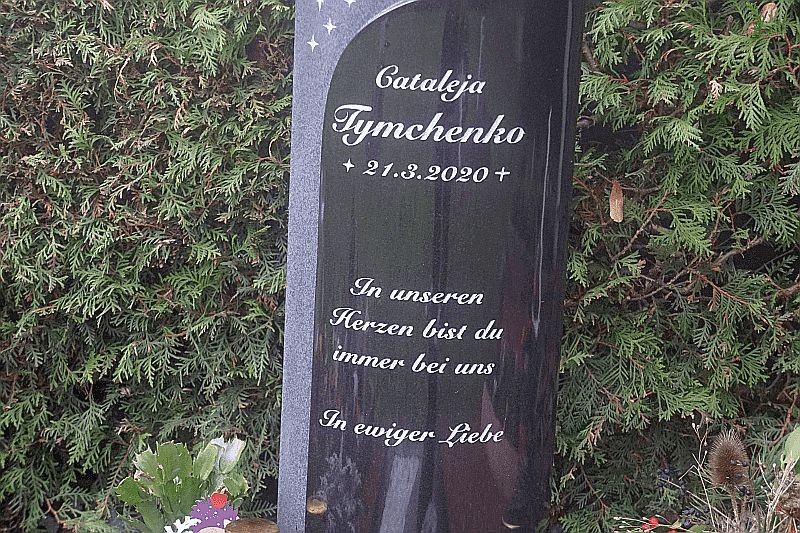 Cataleja
Tymchenko
✦ 21.3.2020 +
In unseren
Herzen bist du
immer bei uns
In ewiger Liebe